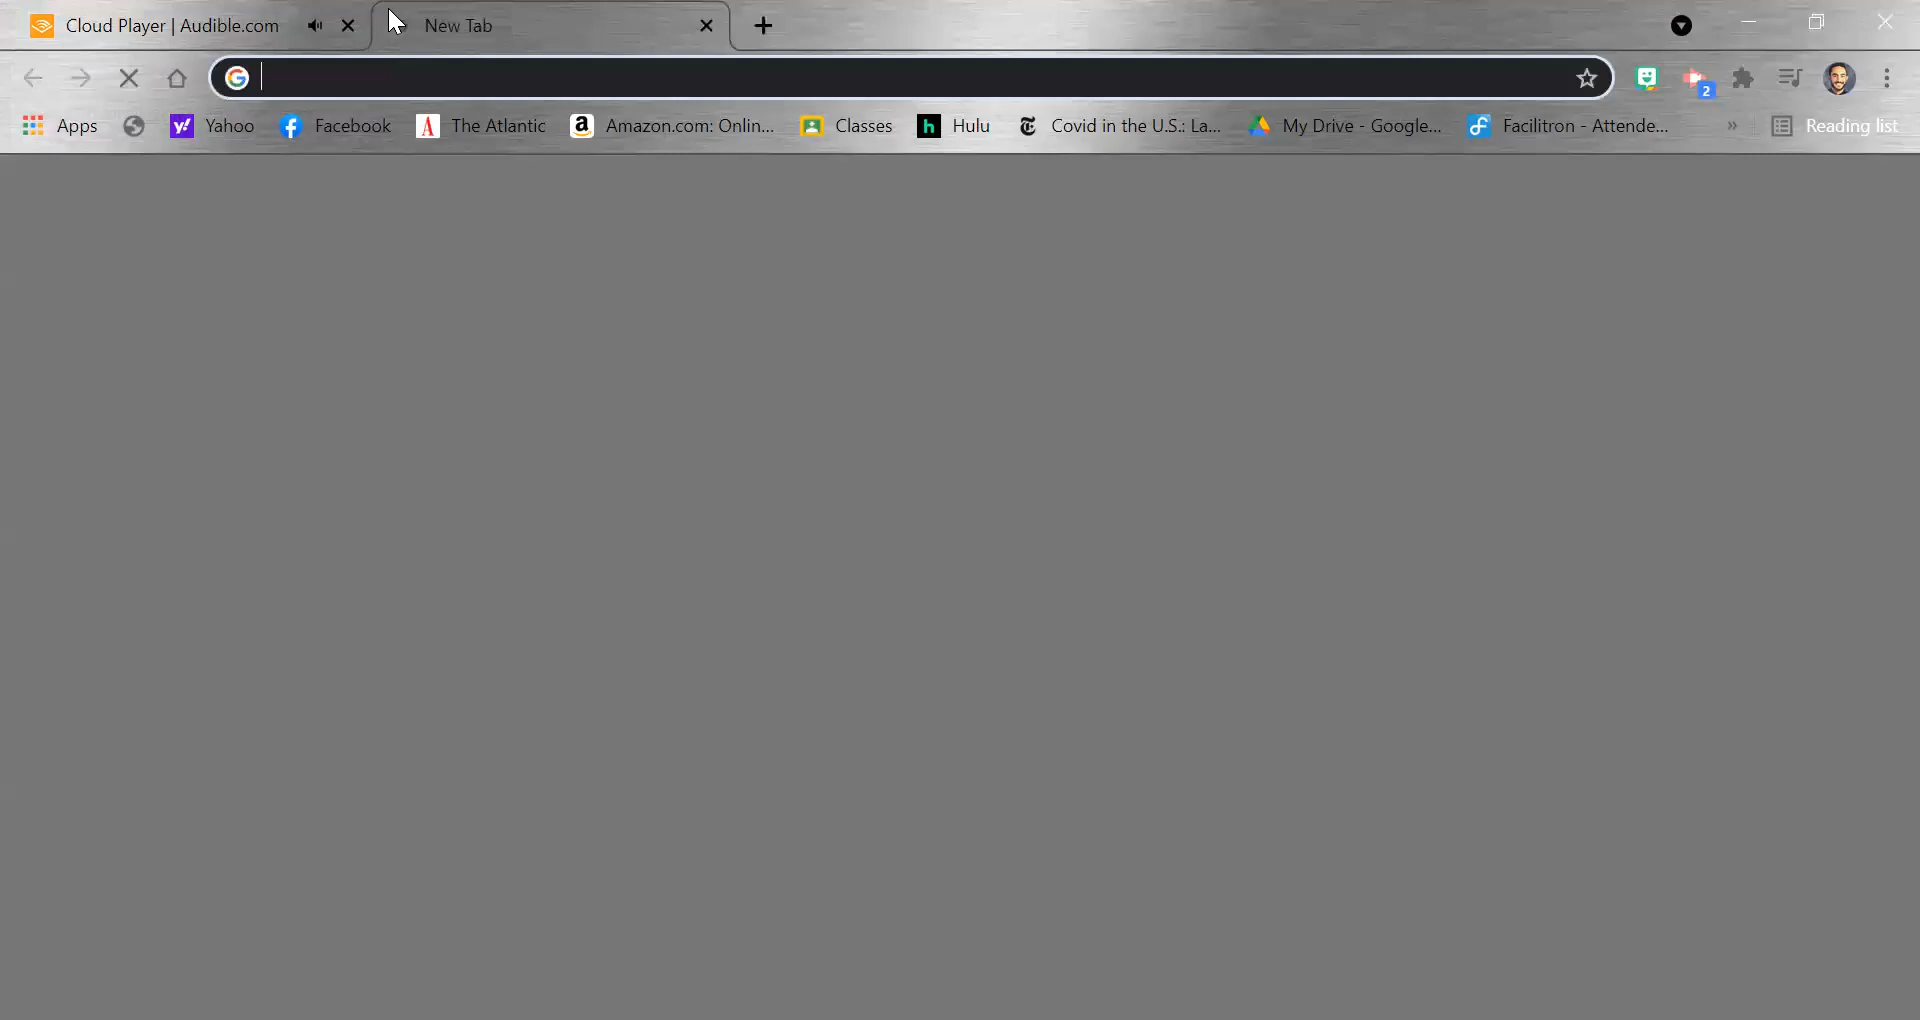 Cloud Player | Audible.com
New Tab
Apps
Yahoo
Facebook
The Atlantic
Amazon.com: Onlin...
Classes
Hulu
Covid in the U.S.: La...
My Drive - Google...
Facilitron - Attende...
»
Reading list
2